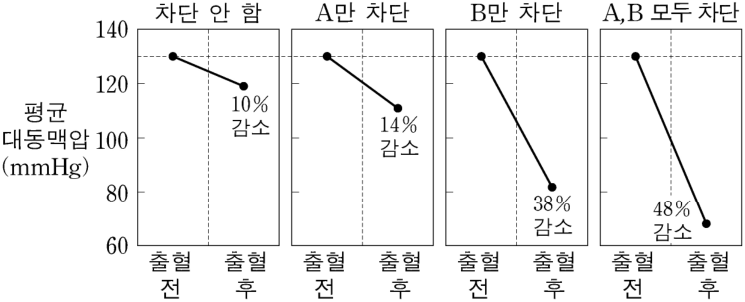 차단 안 함
A만 차단
B만 차단
A,B 모두 차단
140
120
100
80
60
평균
대동맥압
(mmHg)
10%
감소
14%
감소
38%
감소
48%
감소
출혈
전
출혈
후
출혈
전
출혈
후
출혈
전
출혈
후
출혈
전
출혈
후